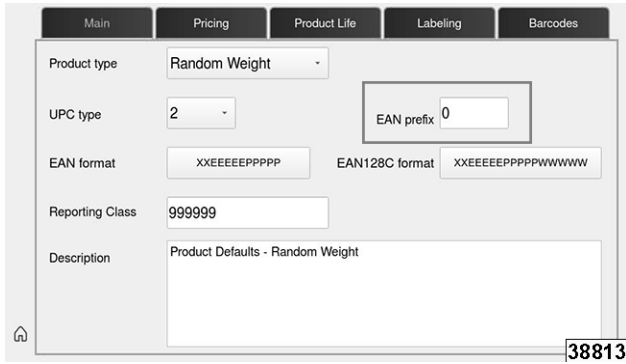 Main Pricing Product Life Labeling Barcodes
Product type Random Weight
UPC type 2 EAN prefix 0
EAN format XXEEEEEPPPPP EAN128C format XXEEEEEPPPPPWWWWW
Reporting Class 999999
Description Product Defaults - Random Weight
38813